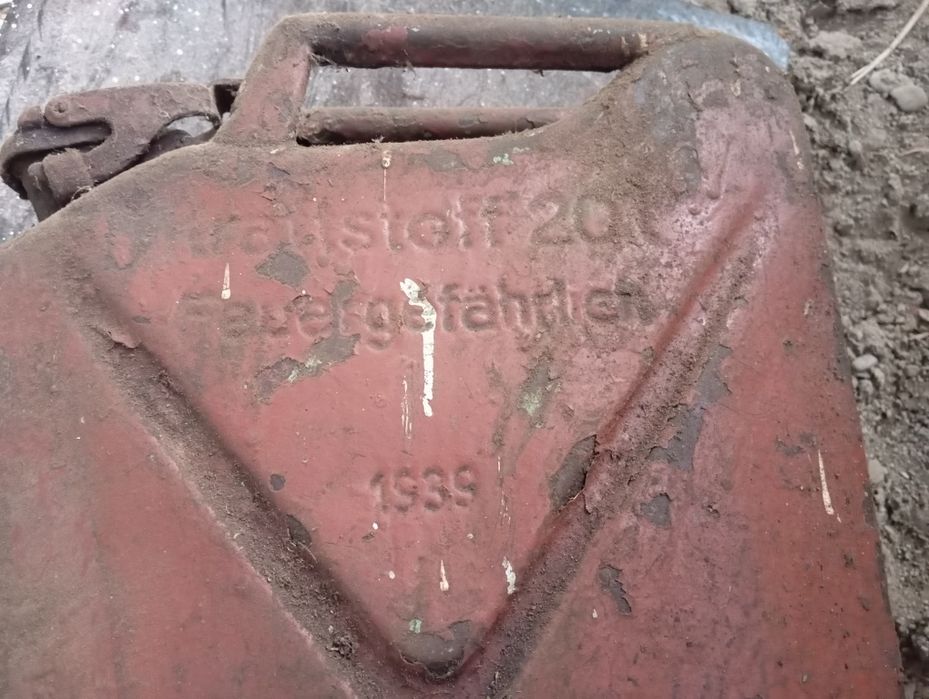 Kraftstoff 20 L
Feuergefährlich
1939